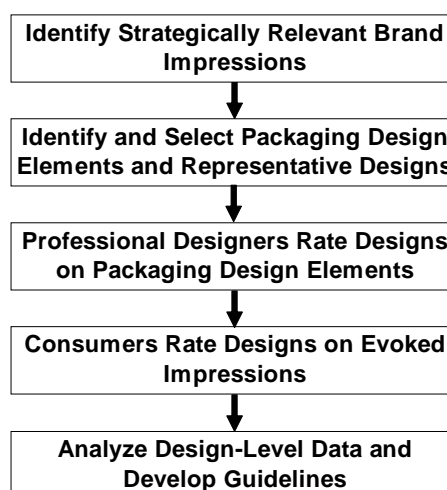 Identify Strategically Relevant Brand
Impressions
Identify and Select Packaging Design
Elements and Representative Designs
Professional Designers Rate Designs
on Packaging Design Elements
Consumers Rate Designs on Evoked
Impressions
Analyze Design-Level Data and
Develop Guidelines